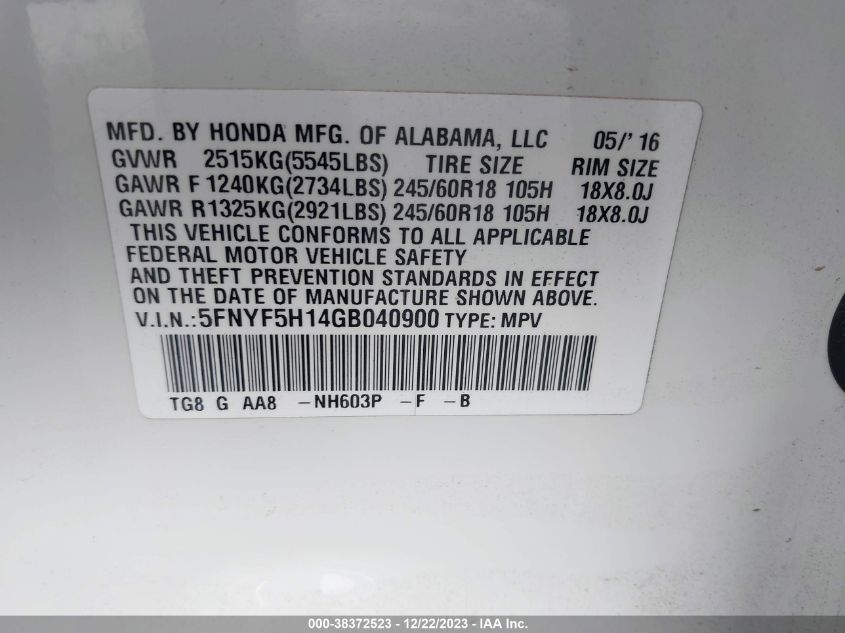 MFD. BY HONDA MFG. OF ALABAMA, LLC 05/' 16
GVWR 2515KG(5545LBS) TIRE SIZE RIM SIZE
GAWR F 1240KG(2734LBS) 245/60R18 105H 18X8.0J
GAWR R1325KG(2921LBS) 245/60R18 105H 18X8.0J
THIS VEHICLE CONFORMS TO ALL APPLICABLE
FEDERAL MOTOR VEHICLE SAFETY
AND THEFT PREVENTION STANDARDS IN EFFECT
ON THE DATE OF MANUFACTURE SHOWN ABOVE.
V.I.N.: 5FNYF5H14GB040900 TYPE: MPV
TG8 G AA8 –NH603P –F –B
000-38372523 - 12/22/2023 - IAA Inc.